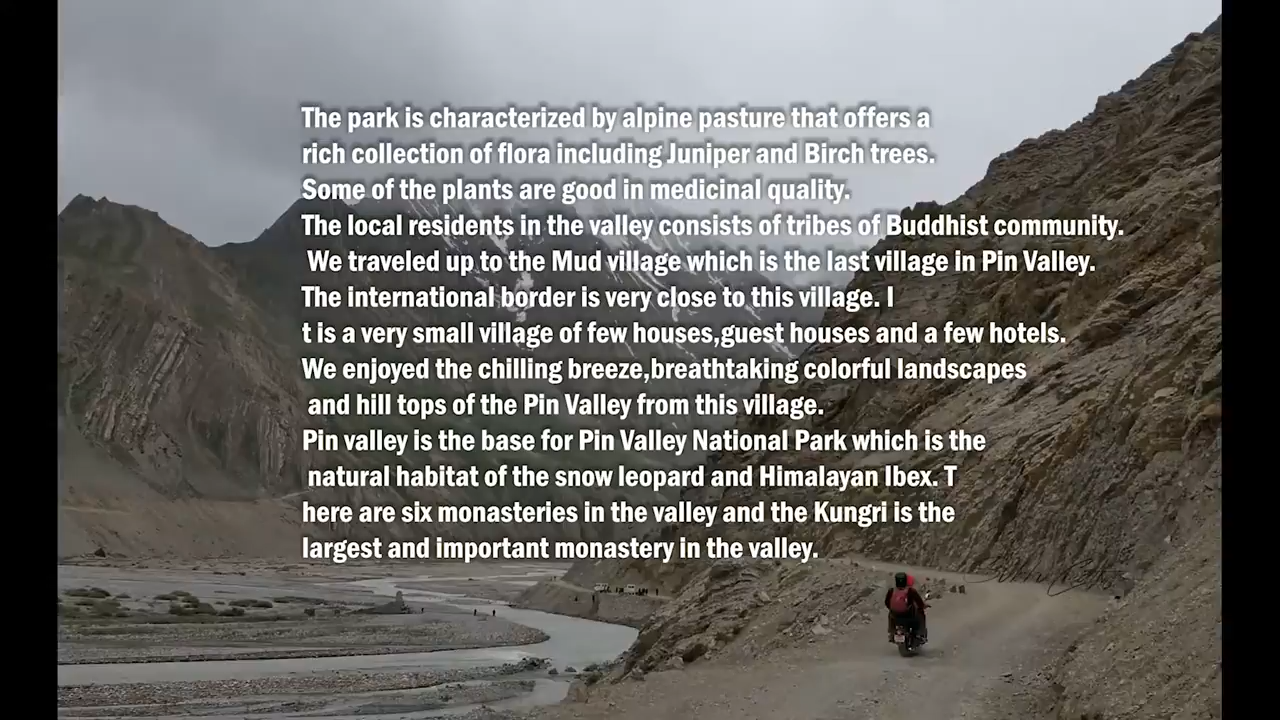 The park is characterized by alpine pasture that offers a
rich collection of flora including Juniper and Birch trees.
Some of the plants are good in medicinal quality.
The local residents in the valley consists of tribes of Buddhist community.
We traveled up to the Mud village which is the last village in Pin Valley.
The international border is very close to this village. I
t is a very small village of few houses,guest houses and a few hotels.
We enjoyed the chilling breeze,breathtaking colorful landscapes
and hill tops of the Pin Valley from this village.
Pin valley is the base for Pin Valley National Park which is the
natural habitat of the snow leopard and Himalayan Ibex. T
here are six monasteries in the valley and the Kungri is the
largest and important monastery in the valley.